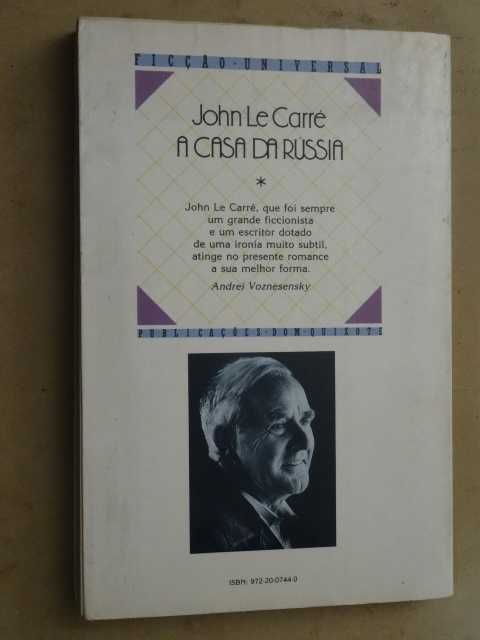 FICÇÃO·UNIVERSAL
John Le Carré
A CASA DA RÚSSIA
*
John Le Carré, que foi sempre
um grande ficcionista
e um escritor dotado
de uma ironia muito subtil,
atinge no presente romance
a sua melhor forma.
Andrei Voznesensky
PUBLICAÇÕES·DOM·QUIXOTE
ISBN: 972-20-0744-0